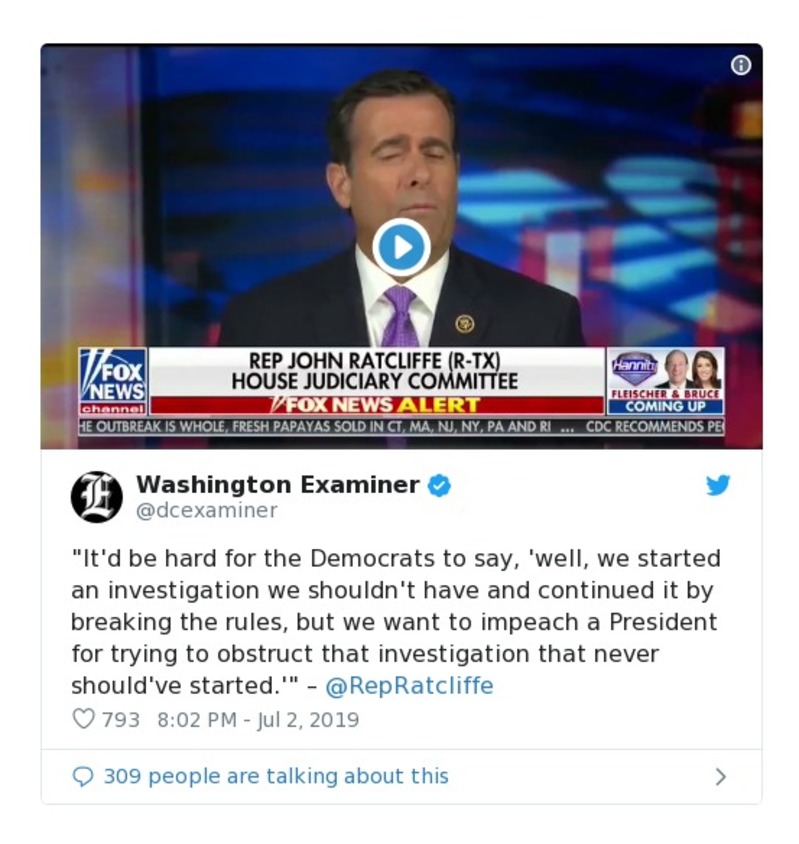 REP JOHN RATCLIFFE (R-TX)
HOUSE JUDICIARY COMMITTEE
FOX NEWS ALERT
FOX
NEWS
channel
Hannity
FLEISCHER & BRUCE
COMING UP
HE OUTBREAK IS WHOLE, FRESH PAPAYAS SOLD IN CT, MA, NJ, NY, PA AND RI ... CDC RECOMMENDS PE
Washington Examiner
@dcexaminer
"It'd be hard for the Democrats to say, 'well, we started
an investigation we shouldn't have and continued it by
breaking the rules, but we want to impeach a President
for trying to obstruct that investigation that never
should've started.'" – @RepRatcliffe
793 8:02 PM - Jul 2, 2019
309 people are talking about this